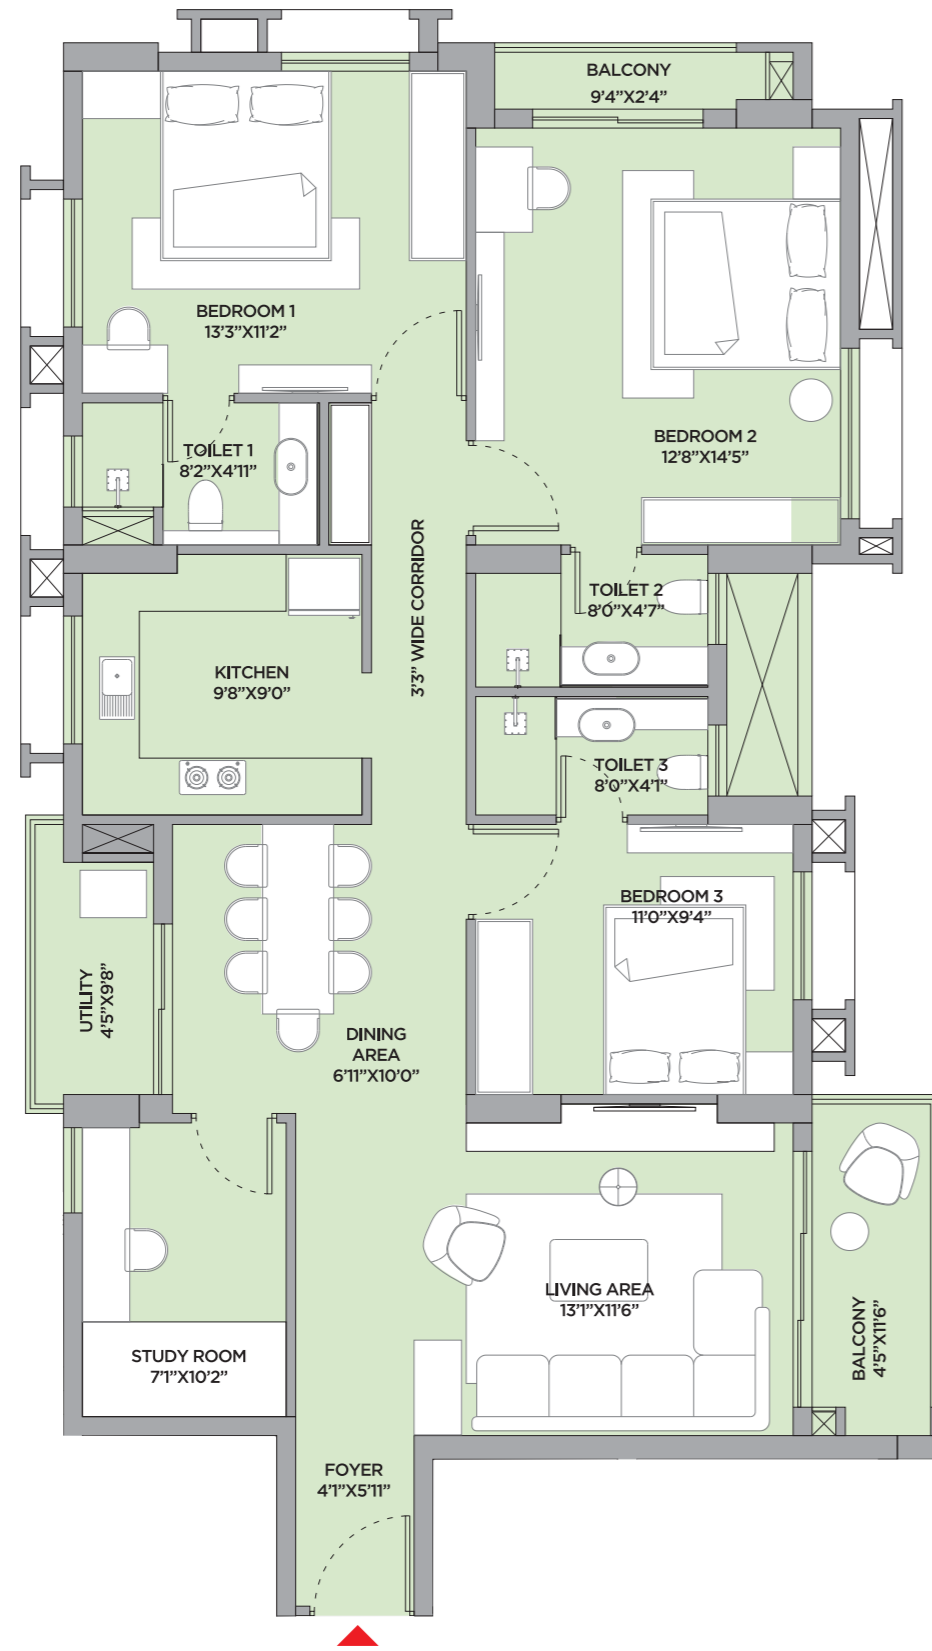 BALCONY
9'4”X2'4”
BEDROOM 1
13'3”X11'2”
BEDROOM 2
12'8”X14'5”
TOILET 1
8'2”X4'11”
3'3” WIDE CORRIDOR
TOILET 2
8'0”X4'7”
KITCHEN
9'8”X9'0”
TOILET 3
8'0”X4'1”
BEDROOM 3
11'0”X9'4”
UTILITY
4'5”X9'8”
DINING
AREA
6'11”X10'0”
LIVING AREA
13'1”X11'6”
BALCONY
4'5”X11'6”
STUDY ROOM
7'1”X10'2”
FOYER
4'1”X5'11”